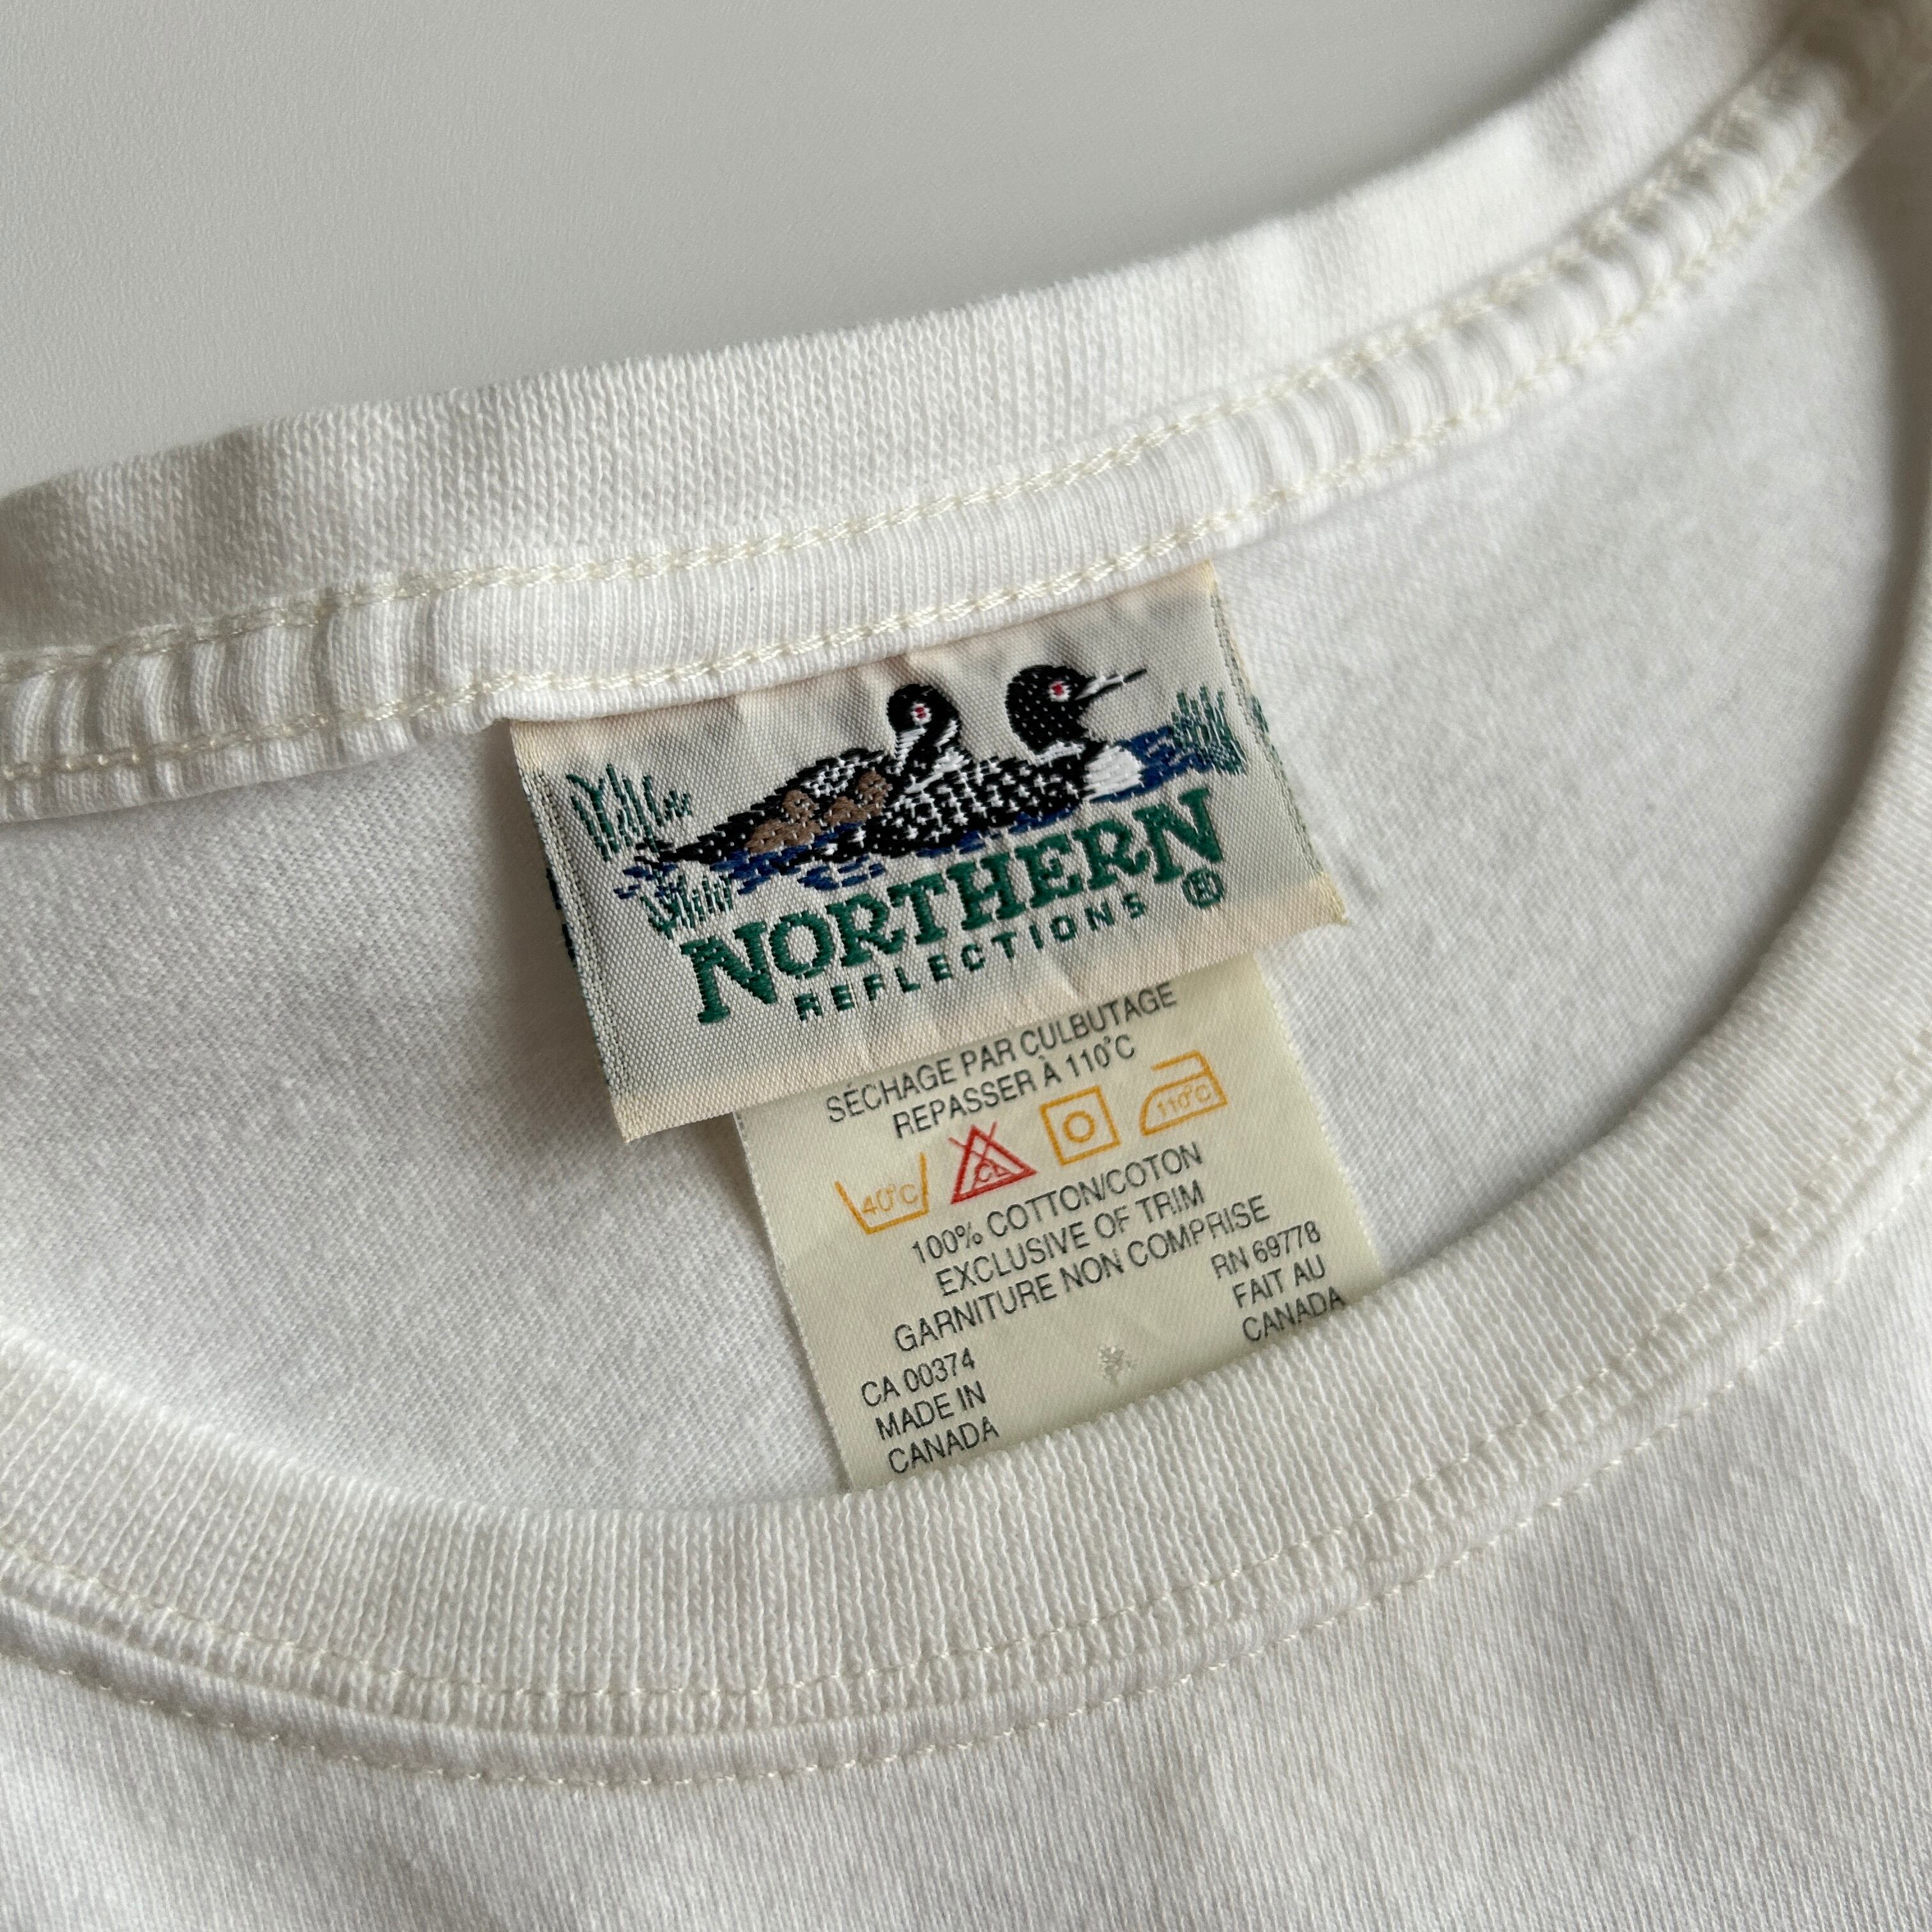 NORTHERN ®
REFLECTIONS
SÉCHAGE PAR CULBUTAGE
REPASSER À 110°C
40°C CL 110°C
100% COTTON/COTON
EXCLUSIVE OF TRIM
GARNITURE NON COMPRISE
CA 00374
MADE IN
CANADA
RN 69778
FAIT AU
CANADA